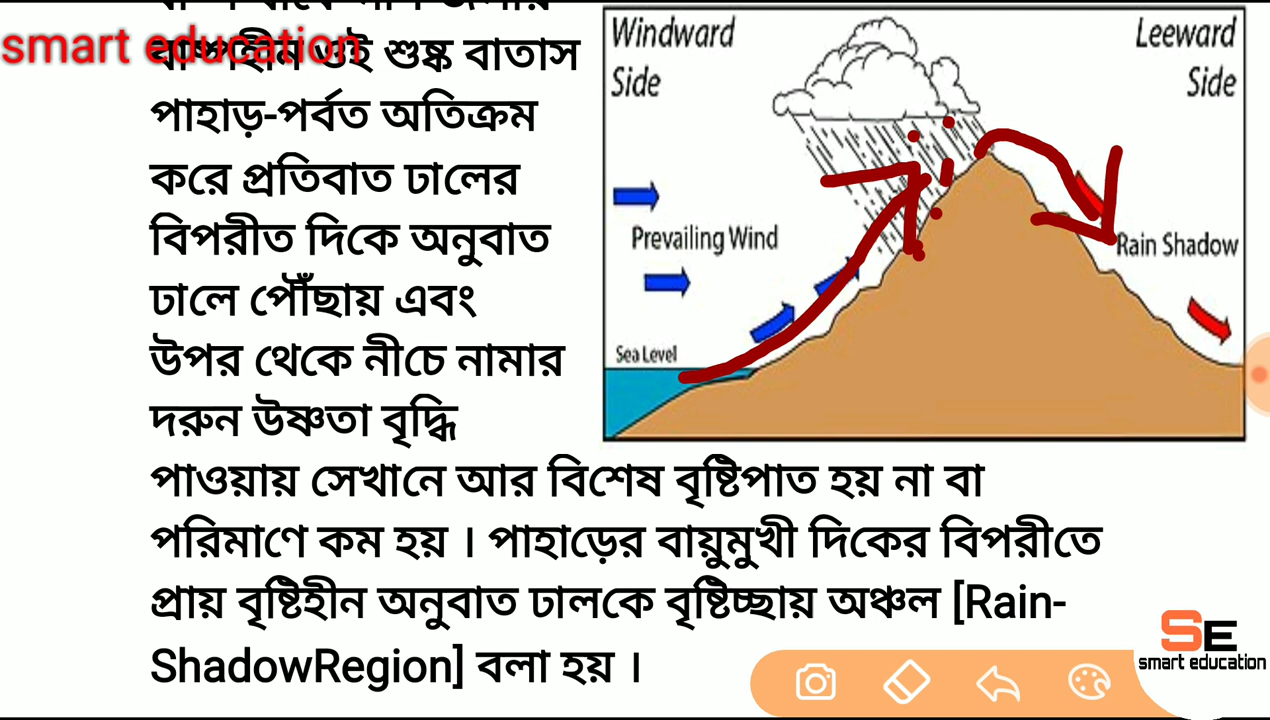 smart education
বাষ্পহীন ওই শুষ্ক বাতাস
পাহাড়-পর্বত অতিক্রম
করে প্রতিবাত ঢালের
বিপরীত দিকে অনুবাত
ঢালে পৌঁছায় এবং
উপর থেকে নীচে নামার
দরুন উষ্ণতা বৃদ্ধি
পাওয়ায় সেখানে আর বিশেষ বৃষ্টিপাত হয় না বা
পরিমাণে কম হয় । পাহাড়ের বায়ুমুখী দিকের বিপরীতে
প্রায় বৃষ্টিহীন অনুবাত ঢালকে বৃষ্টিচ্ছায় অঞ্চল [Rain-
ShadowRegion] বলা হয় ।
Windward
Side
Leeward
Side
Prevailing Wind
Rain Shadow
Sea Level
SE
smart education